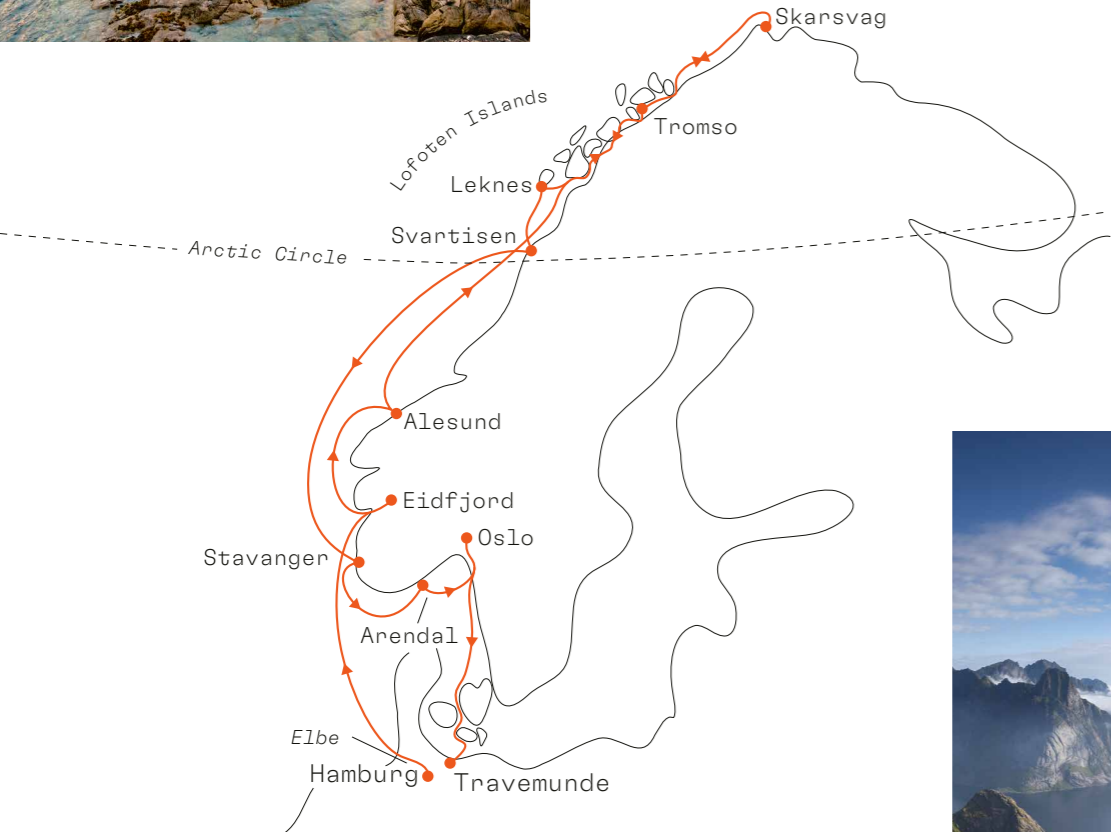 Skarsvag
Lofoten Islands
Tromso
Leknes
Svartisen
Arctic Circle
Alesund
Eidfjord
Oslo
Stavanger
Arendal
Elbe
Hamburg
Travemunde